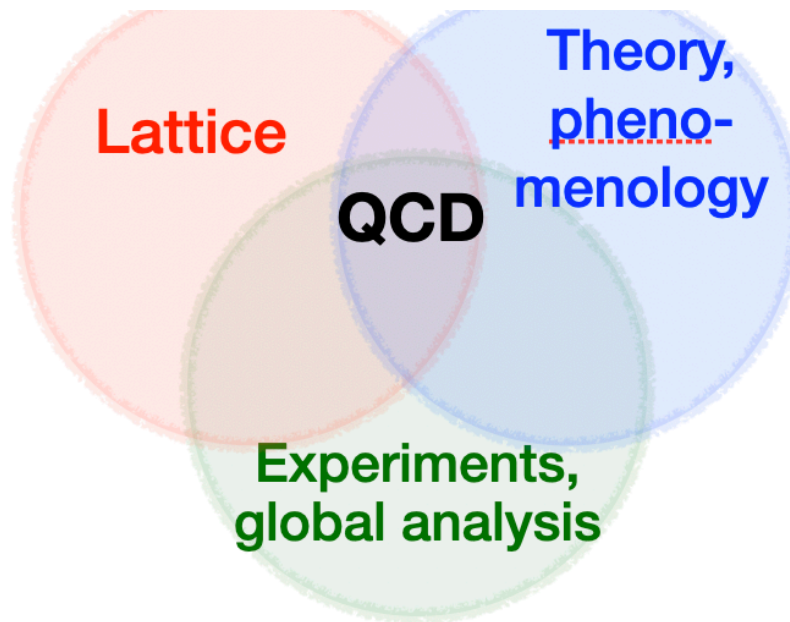 Lattice
Theory,
pheno-
menology
QCD
Experiments,
global analysis